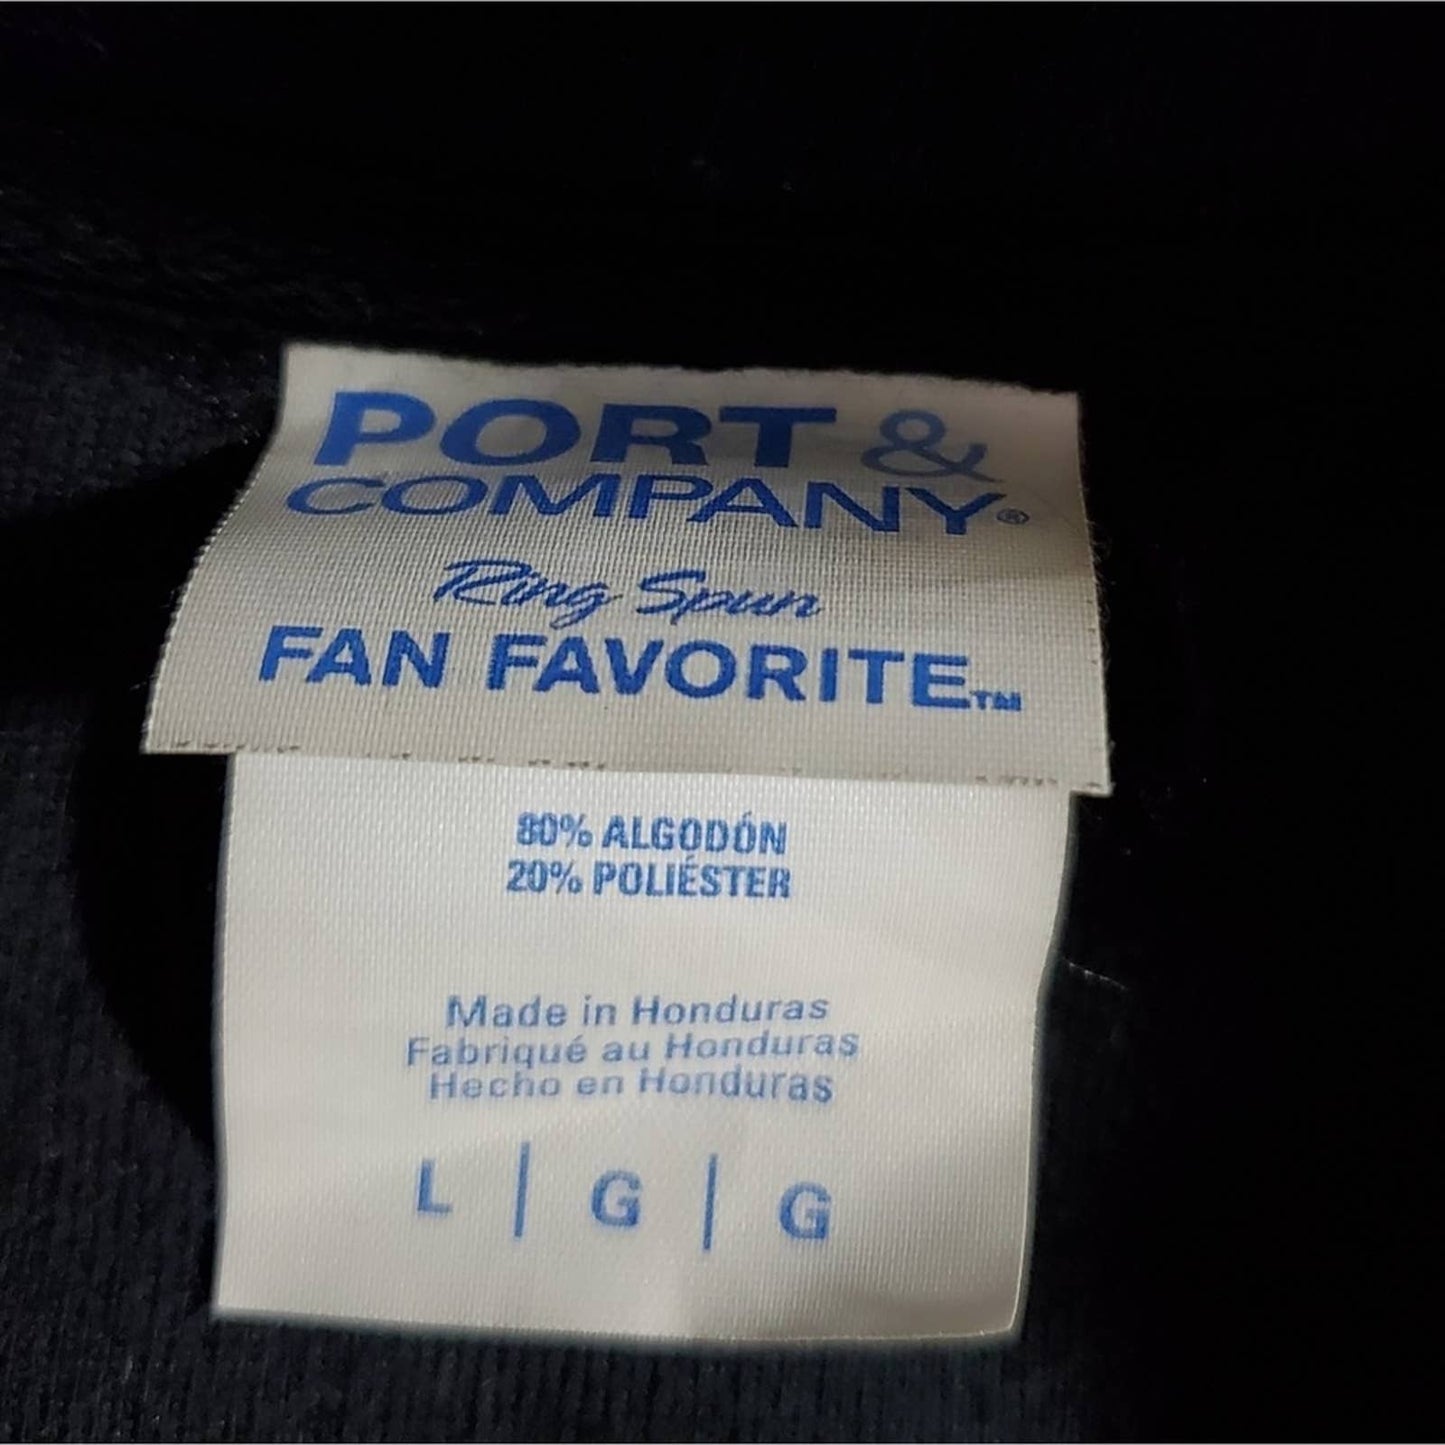 PORT &
COMPANY®
Ring Spun
FAN FAVORITE™
80% ALGODÓN
20% POLIÉSTER
Made in Honduras
Fabriqué au Honduras
Hecho en Honduras
L | G | G